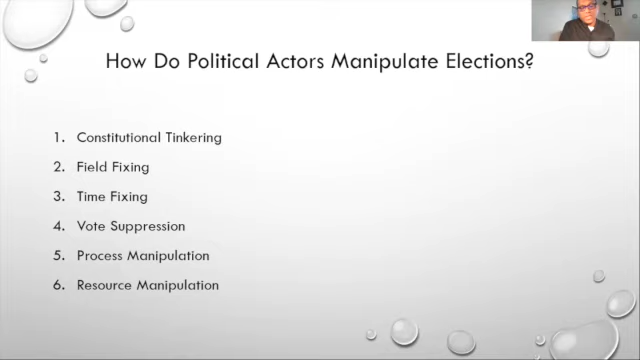 How Do Political Actors Manipulate Elections?
1. Constitutional Tinkering
2. Field Fixing
3. Time Fixing
4. Vote Suppression
5. Process Manipulation
6. Resource Manipulation